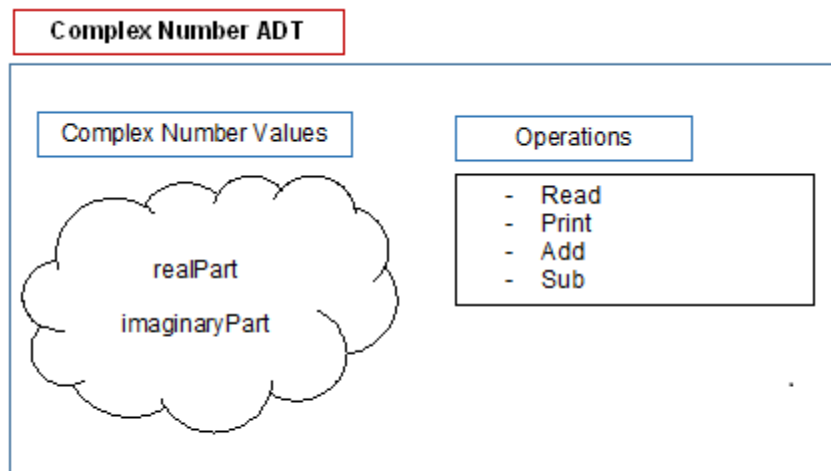 Complex Number ADT
Complex Number Values
realPart
imaginaryPart
Operations
- Read
- Print
- Add
- Sub